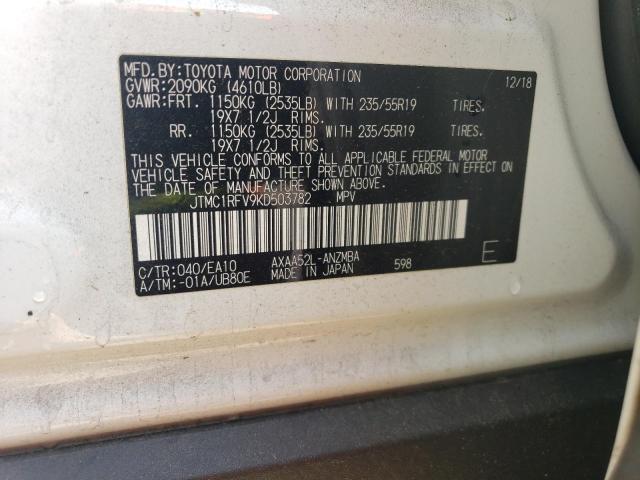 MFD.BY:TOYOTA MOTOR CORPORATION 12/18
GVWR:2090KG (4610LB)
GAWR:FRT. 1150KG (2535LB) WITH 235/55R19 TIRES.
19X7 1/2J RIMS.
RR. 1150KG (2535LB) WITH 235/55R19 TIRES.
19X7 1/2J RIMS.
THIS VEHICLE CONFORMS TO ALL APPLICABLE FEDERAL MOTOR
VEHICLE SAFETY AND THEFT PREVENTION STANDARDS IN EFFECT ON
THE DATE OF MANUFACTURE SHOWN ABOVE.
JTMC1RFV9KD503782 MPV
C/TR:040/EA10 AXAA52L-ANZMBA E
A/TM:-01A/UB80E MADE IN JAPAN 598